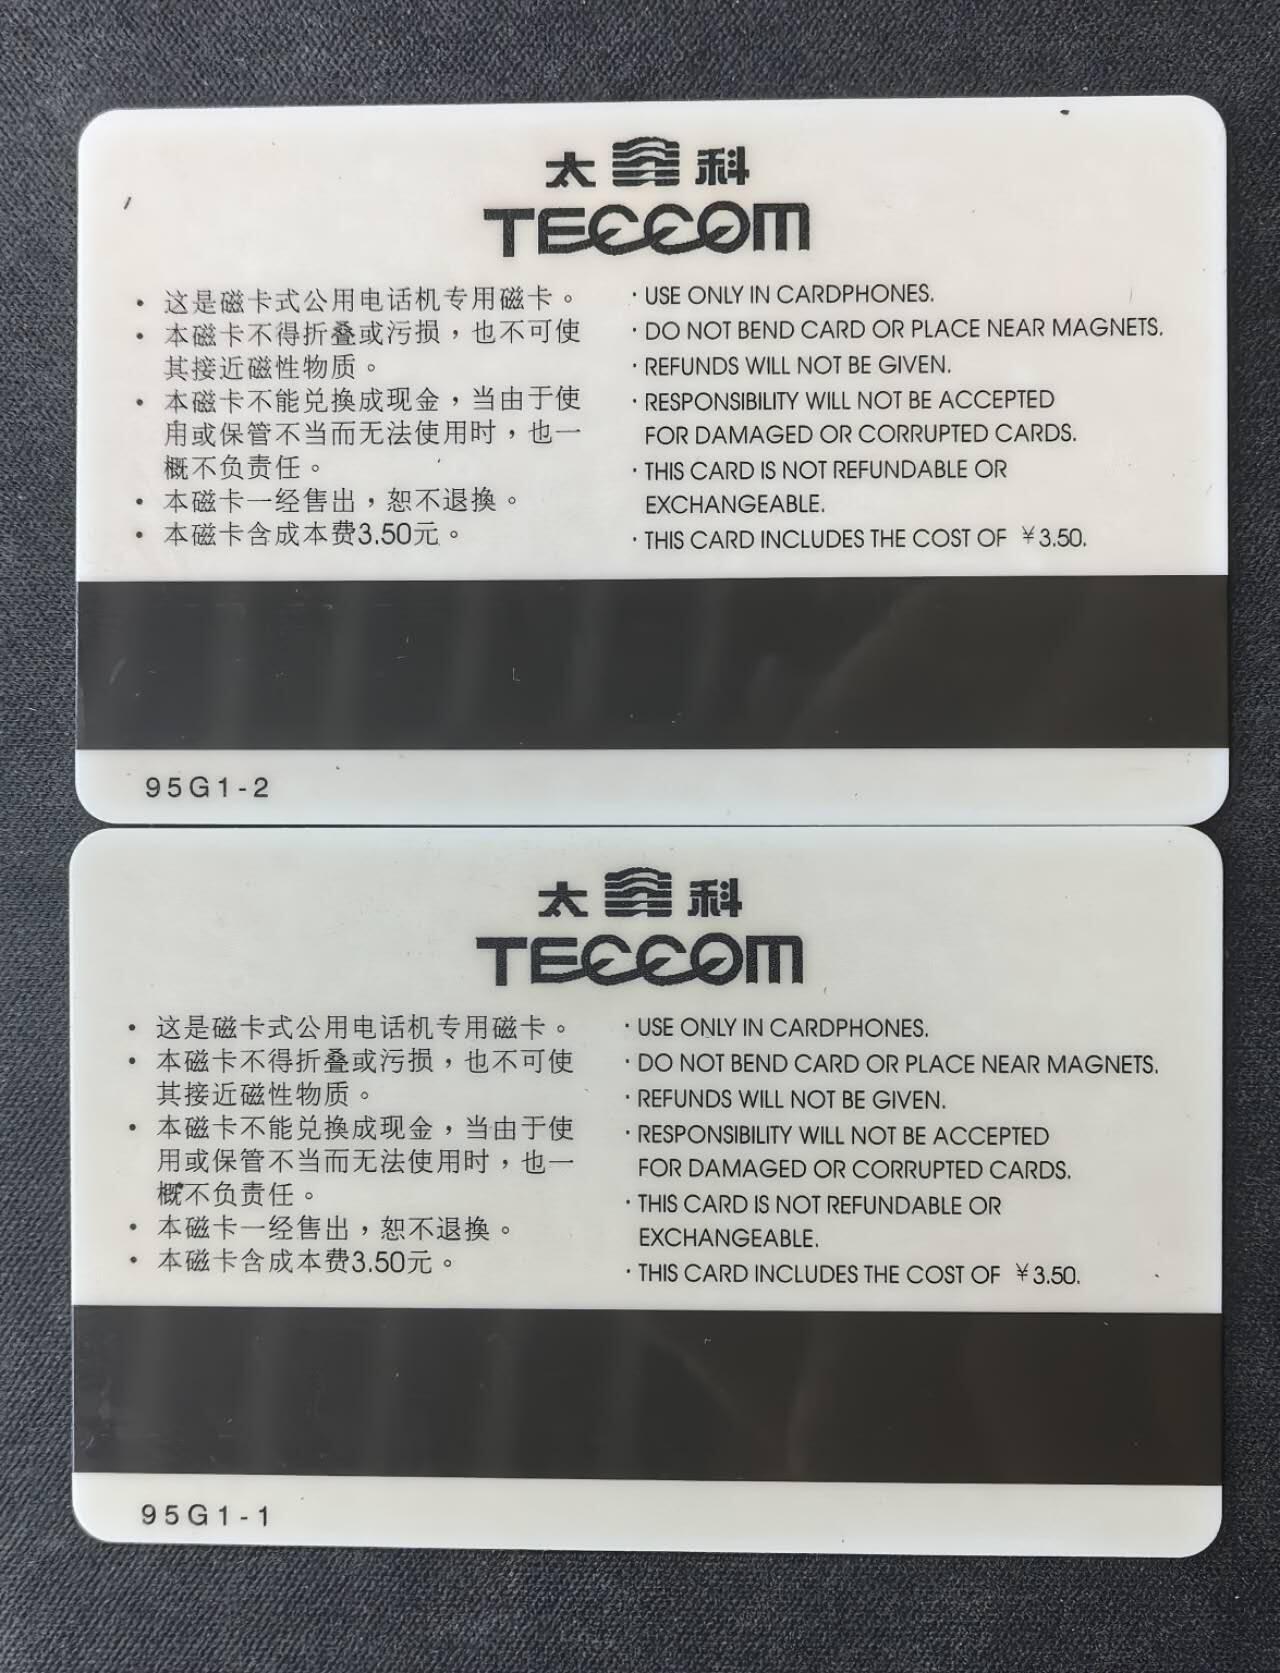 太 科
TECCOM
• 这是磁卡式公用电话机专用磁卡。
• 本磁卡不得折叠或污损，也不可使
其接近磁性物质。
• 本磁卡不能兑换成现金，当由于使
用或保管不当而无法使用时，也一
概不负责任。
• 本磁卡一经售出，恕不退换。
• 本磁卡含成本费3.50元。
· USE ONLY IN CARDPHONES.
· DO NOT BEND CARD OR PLACE NEAR MAGNETS.
· REFUNDS WILL NOT BE GIVEN.
· RESPONSIBILITY WILL NOT BE ACCEPTED
FOR DAMAGED OR CORRUPTED CARDS.
· THIS CARD IS NOT REFUNDABLE OR
EXCHANGEABLE.
· THIS CARD INCLUDES THE COST OF ¥3.50.
95G1-2
太 科
TECCOM
• 这是磁卡式公用电话机专用磁卡。
• 本磁卡不得折叠或污损，也不可使
其接近磁性物质。
• 本磁卡不能兑换成现金，当由于使
用或保管不当而无法使用时，也一
概不负责任。
• 本磁卡一经售出，恕不退换。
• 本磁卡含成本费3.50元。
· USE ONLY IN CARDPHONES.
· DO NOT BEND CARD OR PLACE NEAR MAGNETS.
· REFUNDS WILL NOT BE GIVEN.
· RESPONSIBILITY WILL NOT BE ACCEPTED
FOR DAMAGED OR CORRUPTED CARDS.
· THIS CARD IS NOT REFUNDABLE OR
EXCHANGEABLE.
· THIS CARD INCLUDES THE COST OF ¥3.50.
95G1-1